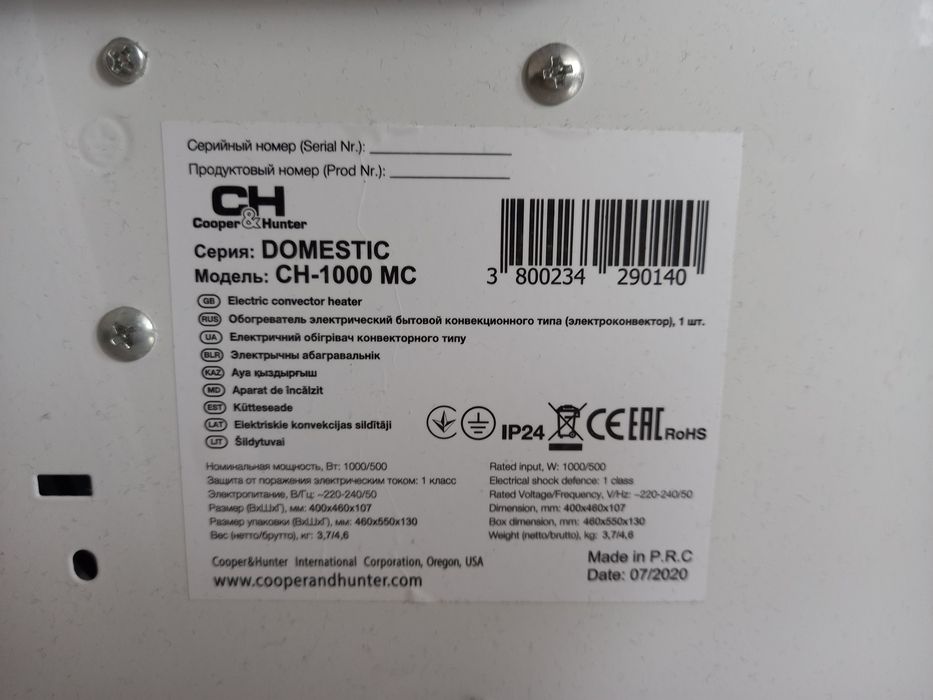 Серийный номер (Serial Nr.):
Продуктовый номер (Prod Nr.):
CH
Cooper&Hunter
Серия: DOMESTIC
Модель: CH-1000 MC
3 800234 290140
GB Electric convector heater
RUS Обогреватель электрический бытовой конвекционного типа (электроконвектор), 1 шт.
UA Електричний обігрівач конвекторного типу
BLR Электрычны абагравальнік
KAZ Ауа қыздырғыш
MD Aparat de încălzit
EST Kütteseade
LAT Elektriskie konvekcijas sildītāji
LIT Šildytuvai
IP24 CE EAC RoHS
Номинальная мощность, Вт: 1000/500
Защита от поражения электрическим током: 1 класс
Электропитание, В/Гц: ~220-240/50
Размер (ВхШхГ), мм: 400x460x107
Размер упаковки (ВхШхГ), мм: 460x550x130
Вес (нетто/брутто), кг: 3,7/4,6
Rated input, W: 1000/500
Electrical shock defence: 1 class
Rated Voltage/Frequency, V/Hz: ~220-240/50
Dimension, mm: 400x460x107
Box dimension, mm: 460x550x130
Weight (netto/brutto), kg: 3,7/4,6
Cooper&Hunter International Corporation, Oregon, USA
www.cooperandhunter.com
Made in P.R.C
Date: 07/2020